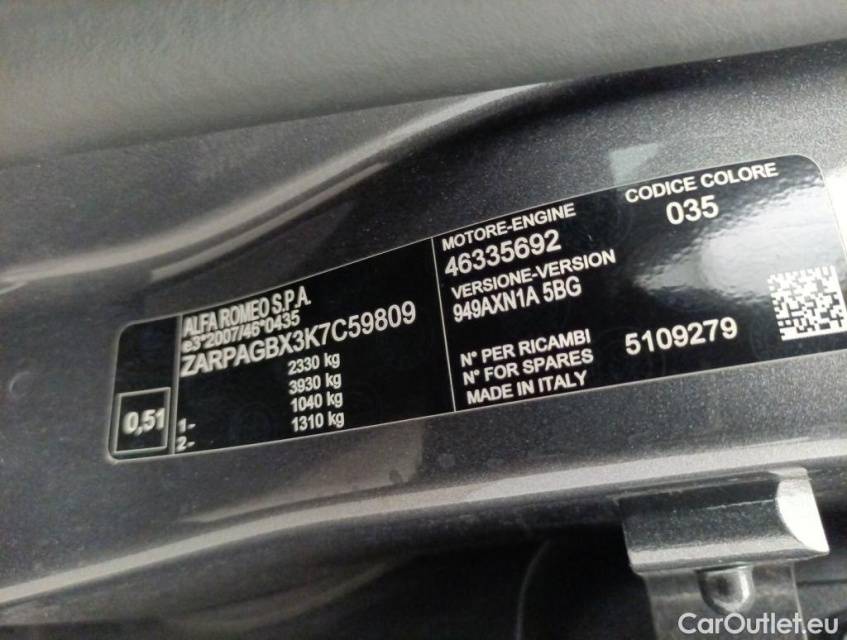 ALFA ROMEO S.P.A.
e3*2007/46*0435
ZARPAGBX3K7C59809
2330 kg
3930 kg
1- 1040 kg
2- 1310 kg
0,51
MOTORE-ENGINE
46335692
VERSIONE-VERSION
949AXN1A 5BG
N° PER RICAMBI
N° FOR SPARES
MADE IN ITALY
5109279
CODICE COLORE
035
CarOutlet.eu